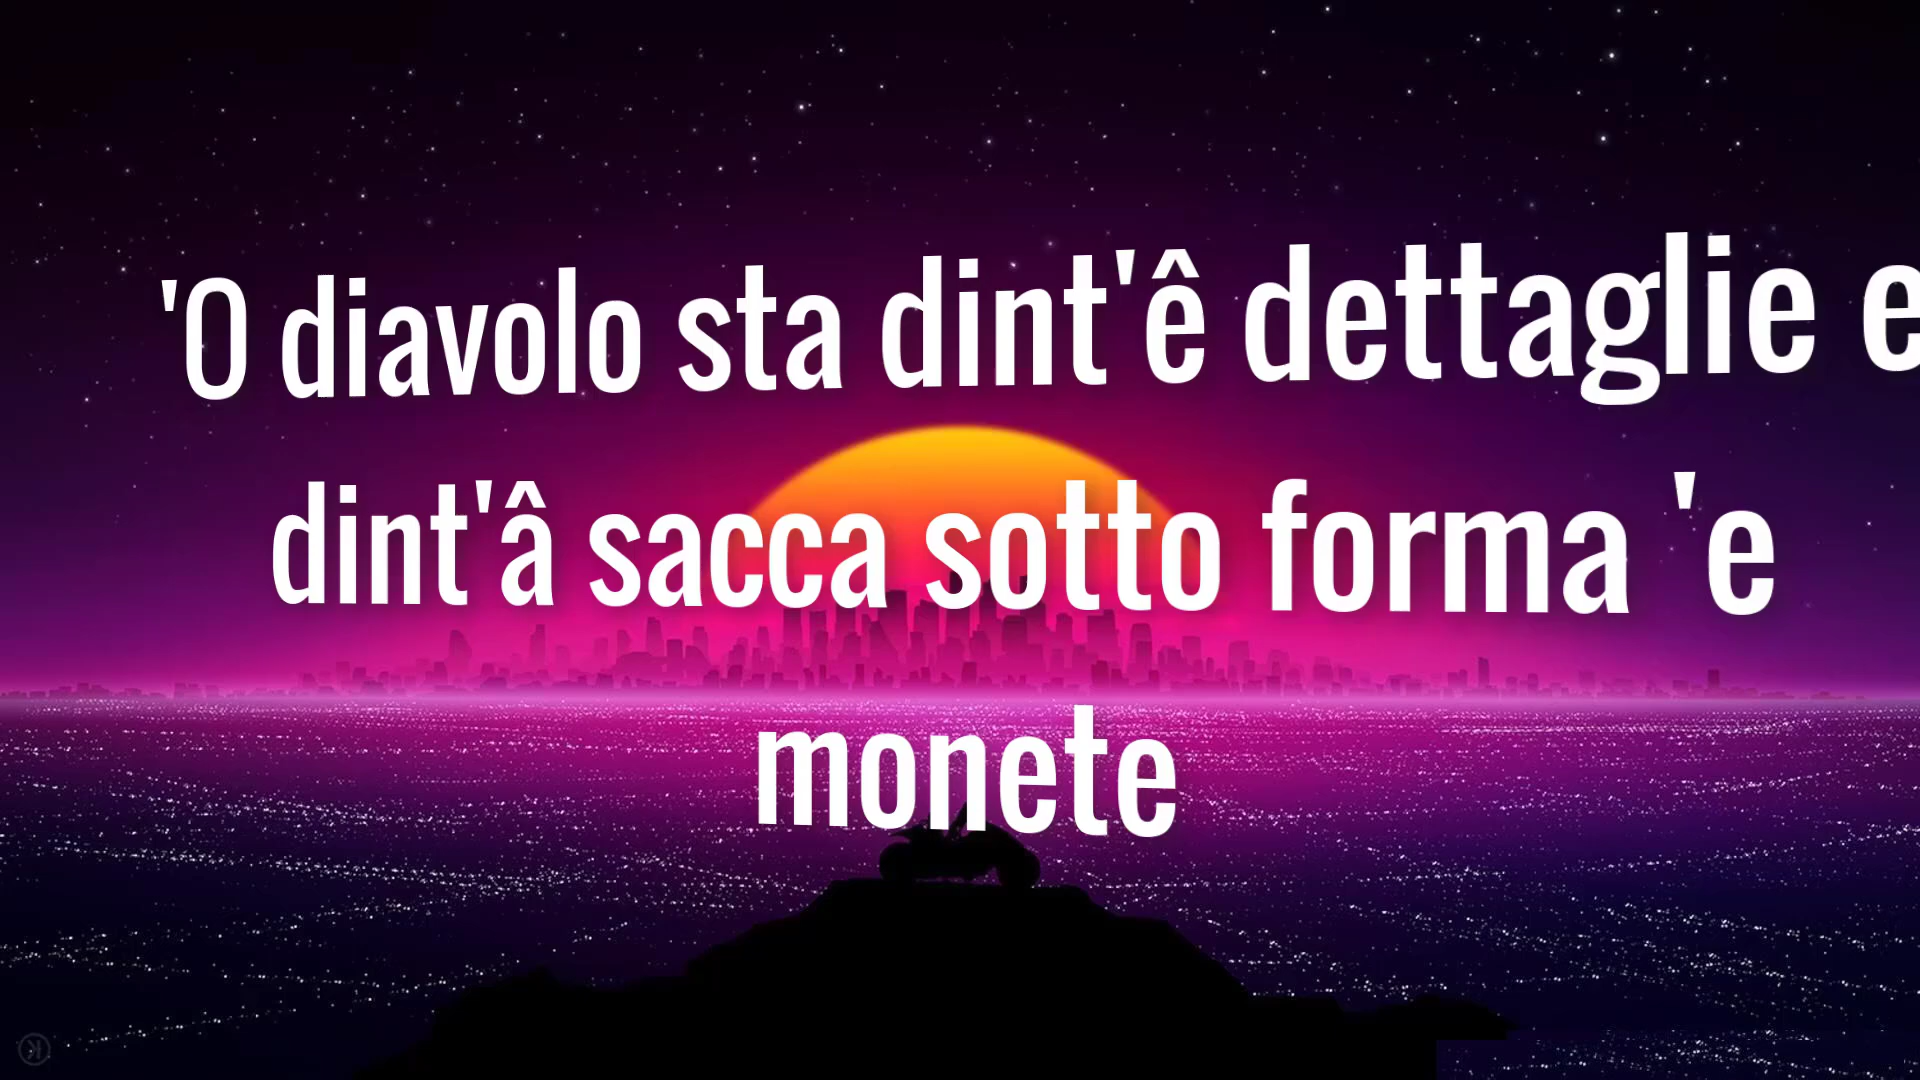 'O diavolo sta dint'ê dettaglie e
dint'â sacca sotto forma 'e
monete